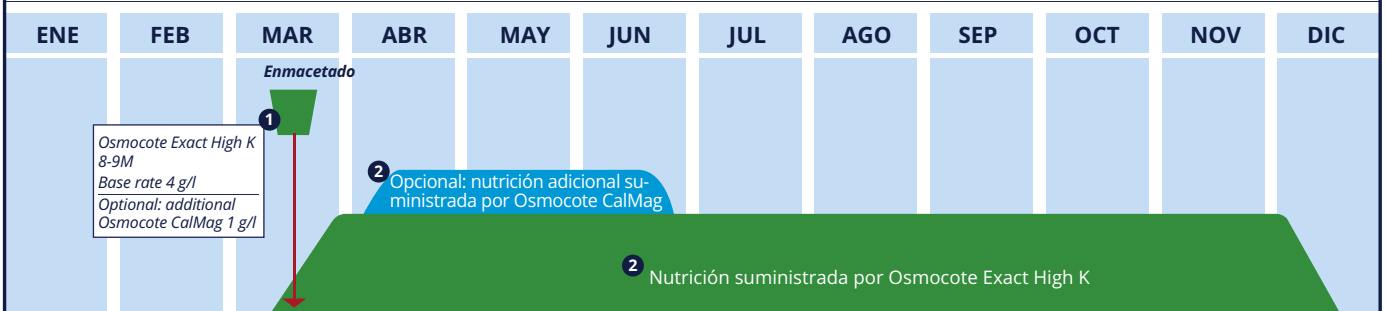 ENE FEB MAR ABR MAY JUN JUL AGO SEP OCT NOV DIC
Enmacetado
1
Osmocote Exact High K
8-9M
Base rate 4 g/l
Optional: additional
Osmocote CalMag 1 g/l
2
Opcional: nutrición adicional su-
ministrada por Osmocote CalMag
2
Nutrición suministrada por Osmocote Exact High K